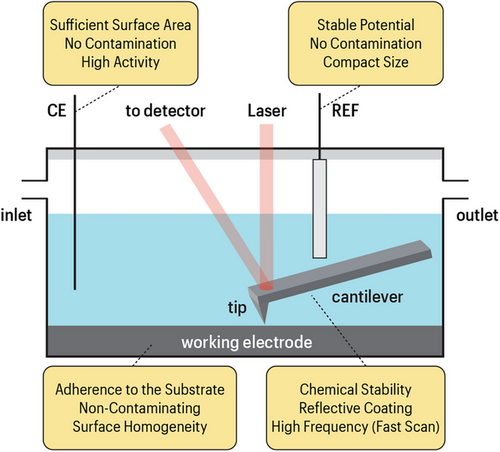 Sufficient Surface Area
No Contamination
High Activity
Stable Potential
No Contamination
Compact Size
CE
to detector
Laser
REF
inlet
outlet
tip
cantilever
working electrode
Adherence to the Substrate
Non-Contaminating
Surface Homogeneity
Chemical Stability
Reflective Coating
High Frequency (Fast Scan)